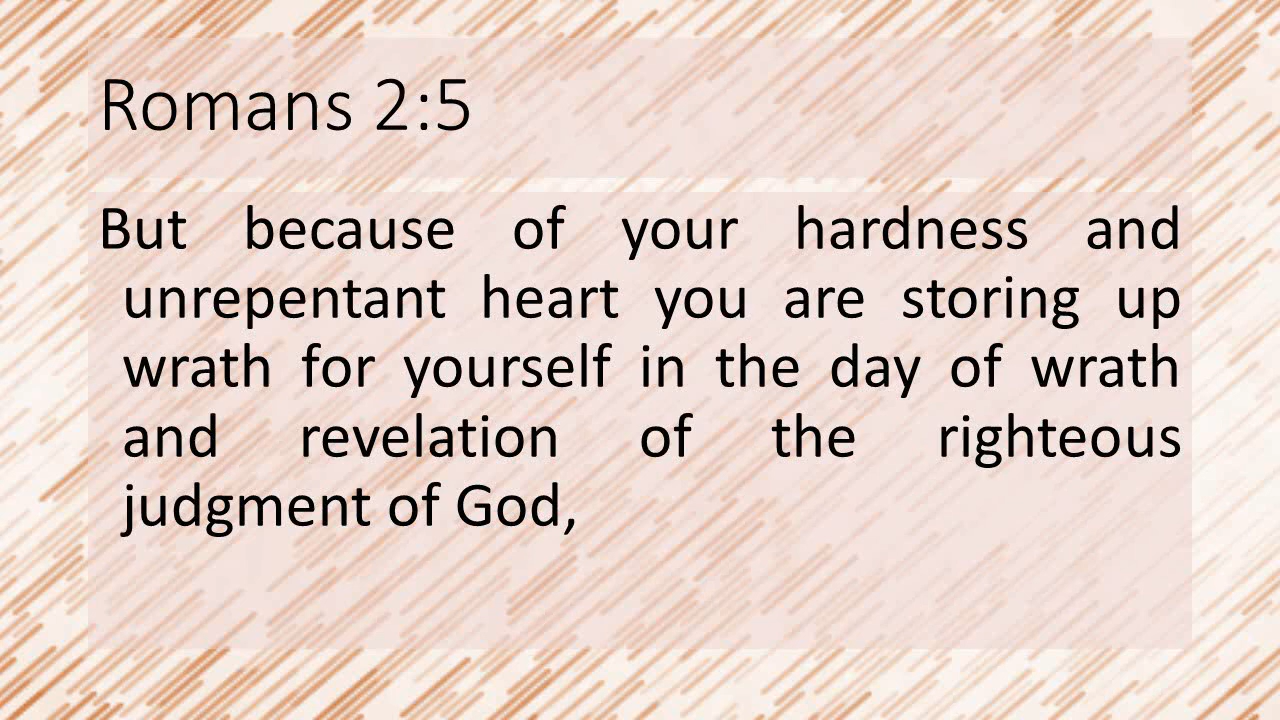 Romans 2:5
But because of your hardness and
unrepentant heart you are storing up
wrath for yourself in the day of wrath
and revelation of the righteous
judgment of God,